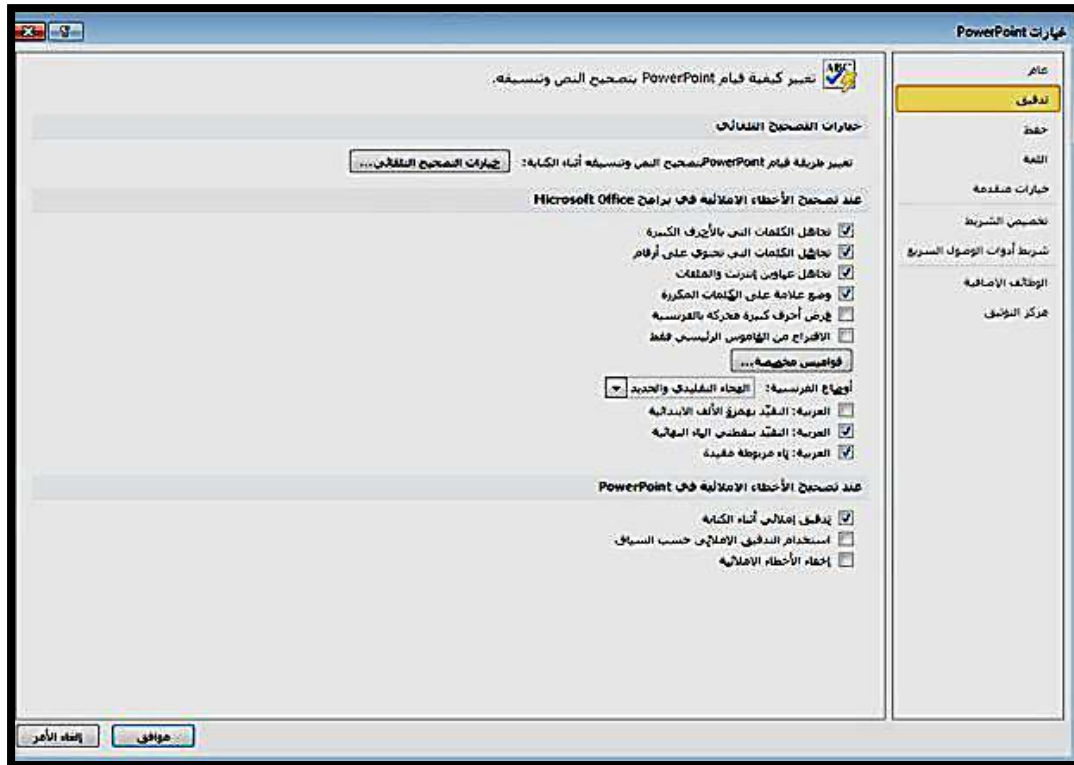 خيارات PowerPoint
عام
تدقيق
حفظ
اللغة
خيارات متقدمة
تخصيص الشريط
شريط أدوات الوصول السريع
الوظائف الإضافية
مركز التوثيق
ABC
تغيير كيفية قيام PowerPoint بتصحيح النص وتنسيقه.
خيارات التصحيح التلقائي
تغيير طريقة قيام PowerPoint بتصحيح النص وتنسيقه أثناء الكتابة: خيارات التصحيح التلقائي...
عند تصحيح الأخطاء الإملائية في برامج Microsoft Office
تجاهل الكلمات التي بالأحرف الكبيرة
تجاهل الكلمات التي تحتوي على أرقام
تجاهل عناوين إنترنت والملفات
وضع علامة على الكلمات المكررة
فرض أحرف كبيرة محركة بالفرنسية
الاقتراح من القاموس الرئيسي فقط
قواميس مخصصة...
أوضاع الفرنسية: الهجاء التقليدي والجديد
العربية: التقيّد بهمزة الألف الابتدائية
العربية: التقيّد بنقطتي الياء النهائية
العربية: تاء مربوطة مقيدة
عند تصحيح الأخطاء الإملائية في PowerPoint
تدقيق إملائي أثناء الكتابة
استخدام التدقيق الإملائي حسب السياق
إخفاء الأخطاء الإملائية
موافق
إلغاء الأمر